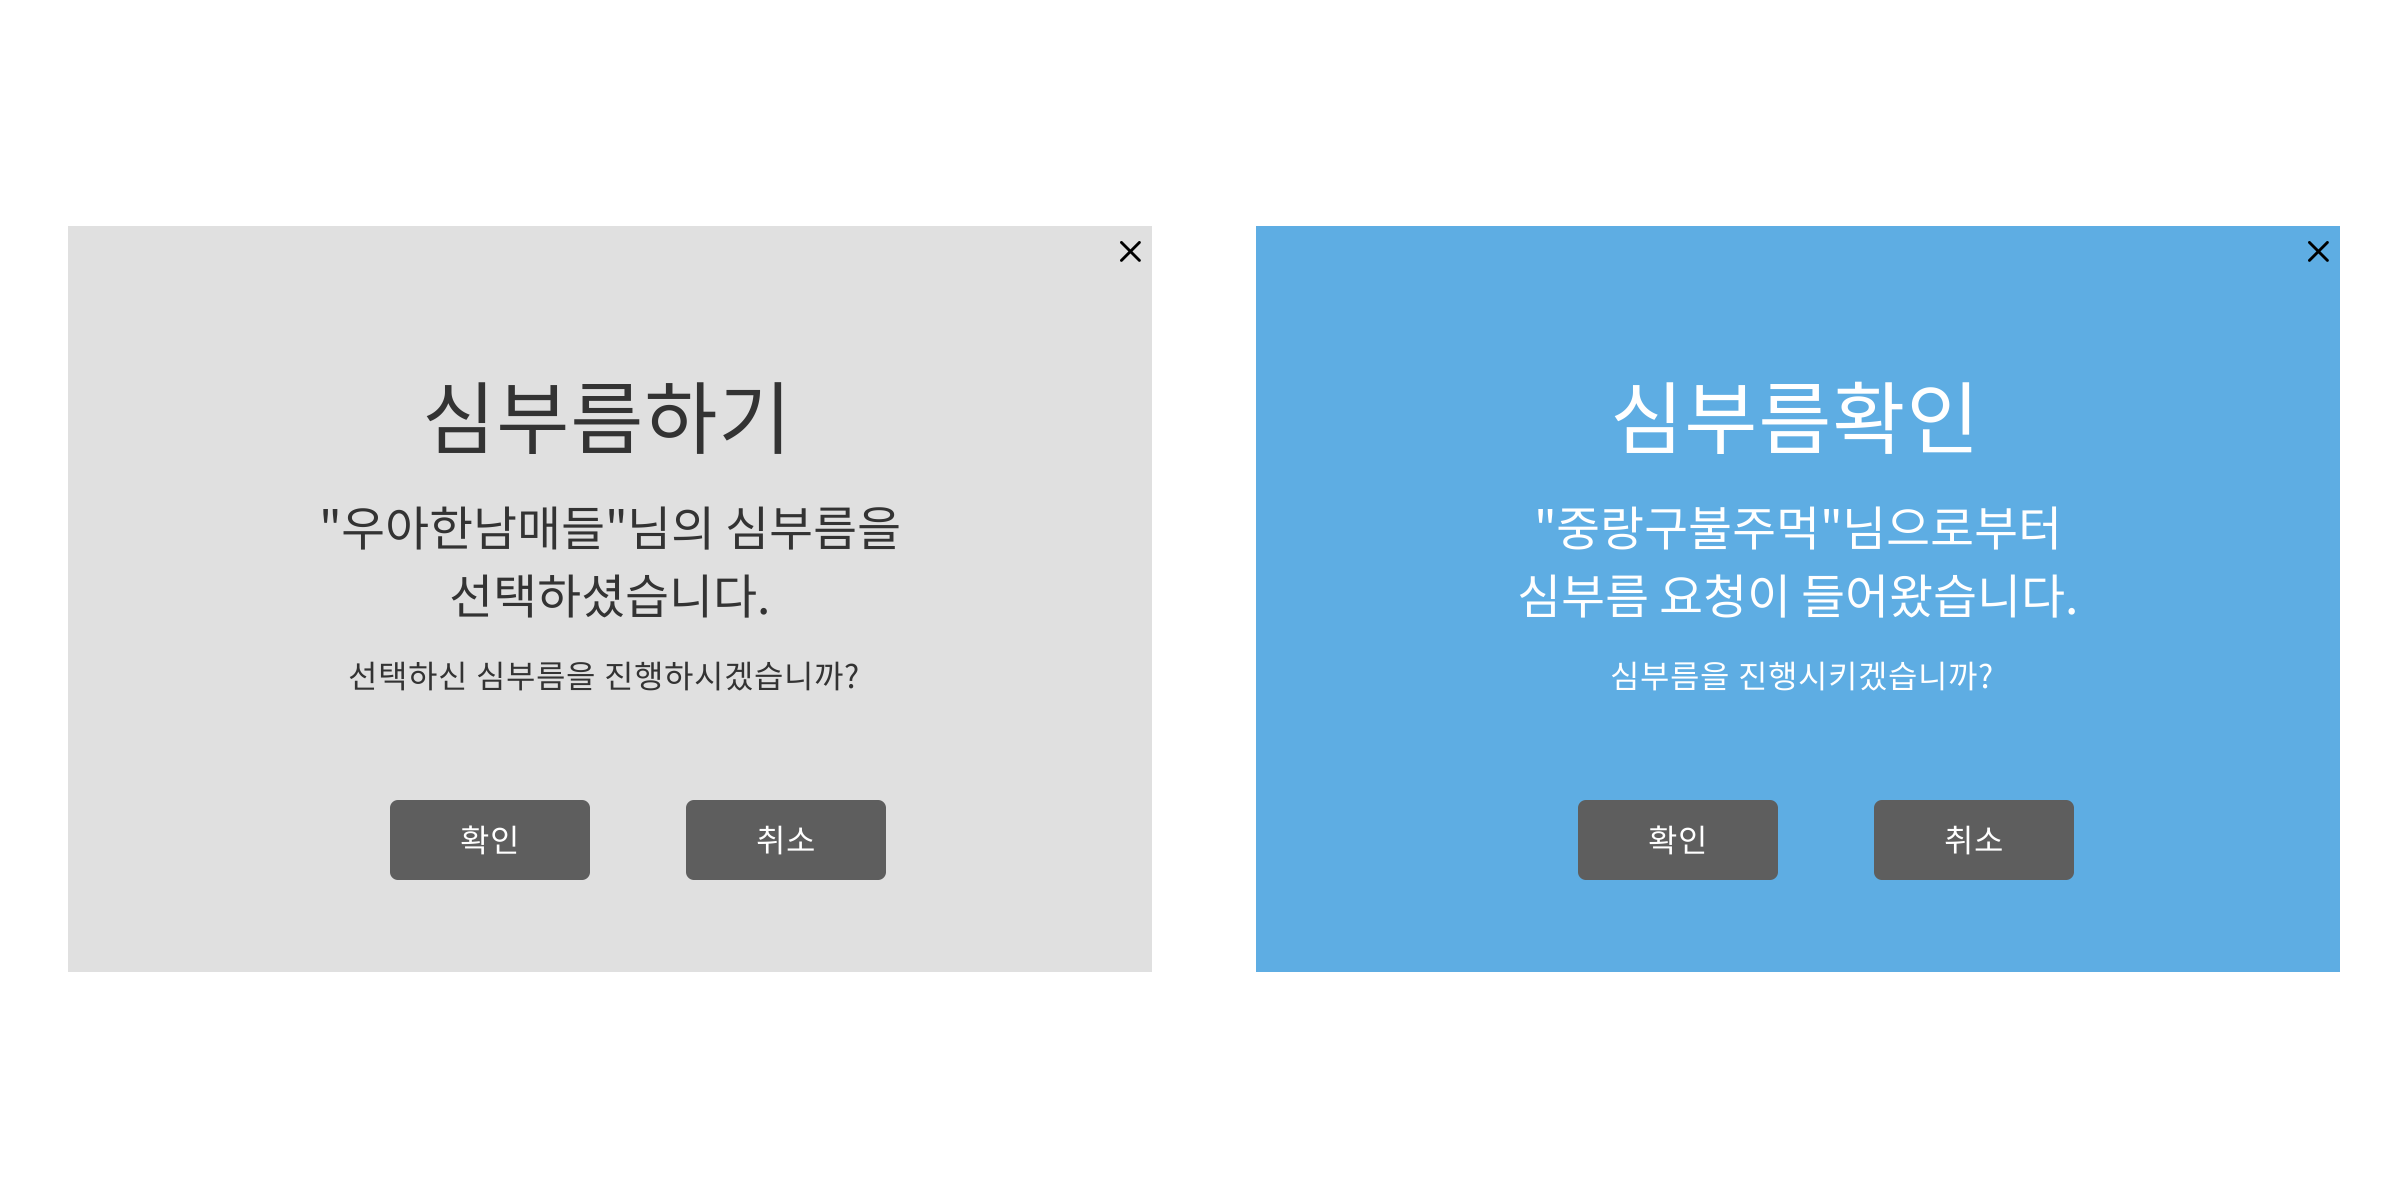 심부름하기
"우아한남매들"님의 심부름을
선택하셨습니다.
선택하신 심부름을 진행하시겠습니까?
확인
취소
심부름확인
"중랑구불주먹"님으로부터
심부름 요청이 들어왔습니다.
심부름을 진행시키겠습니까?
확인
취소